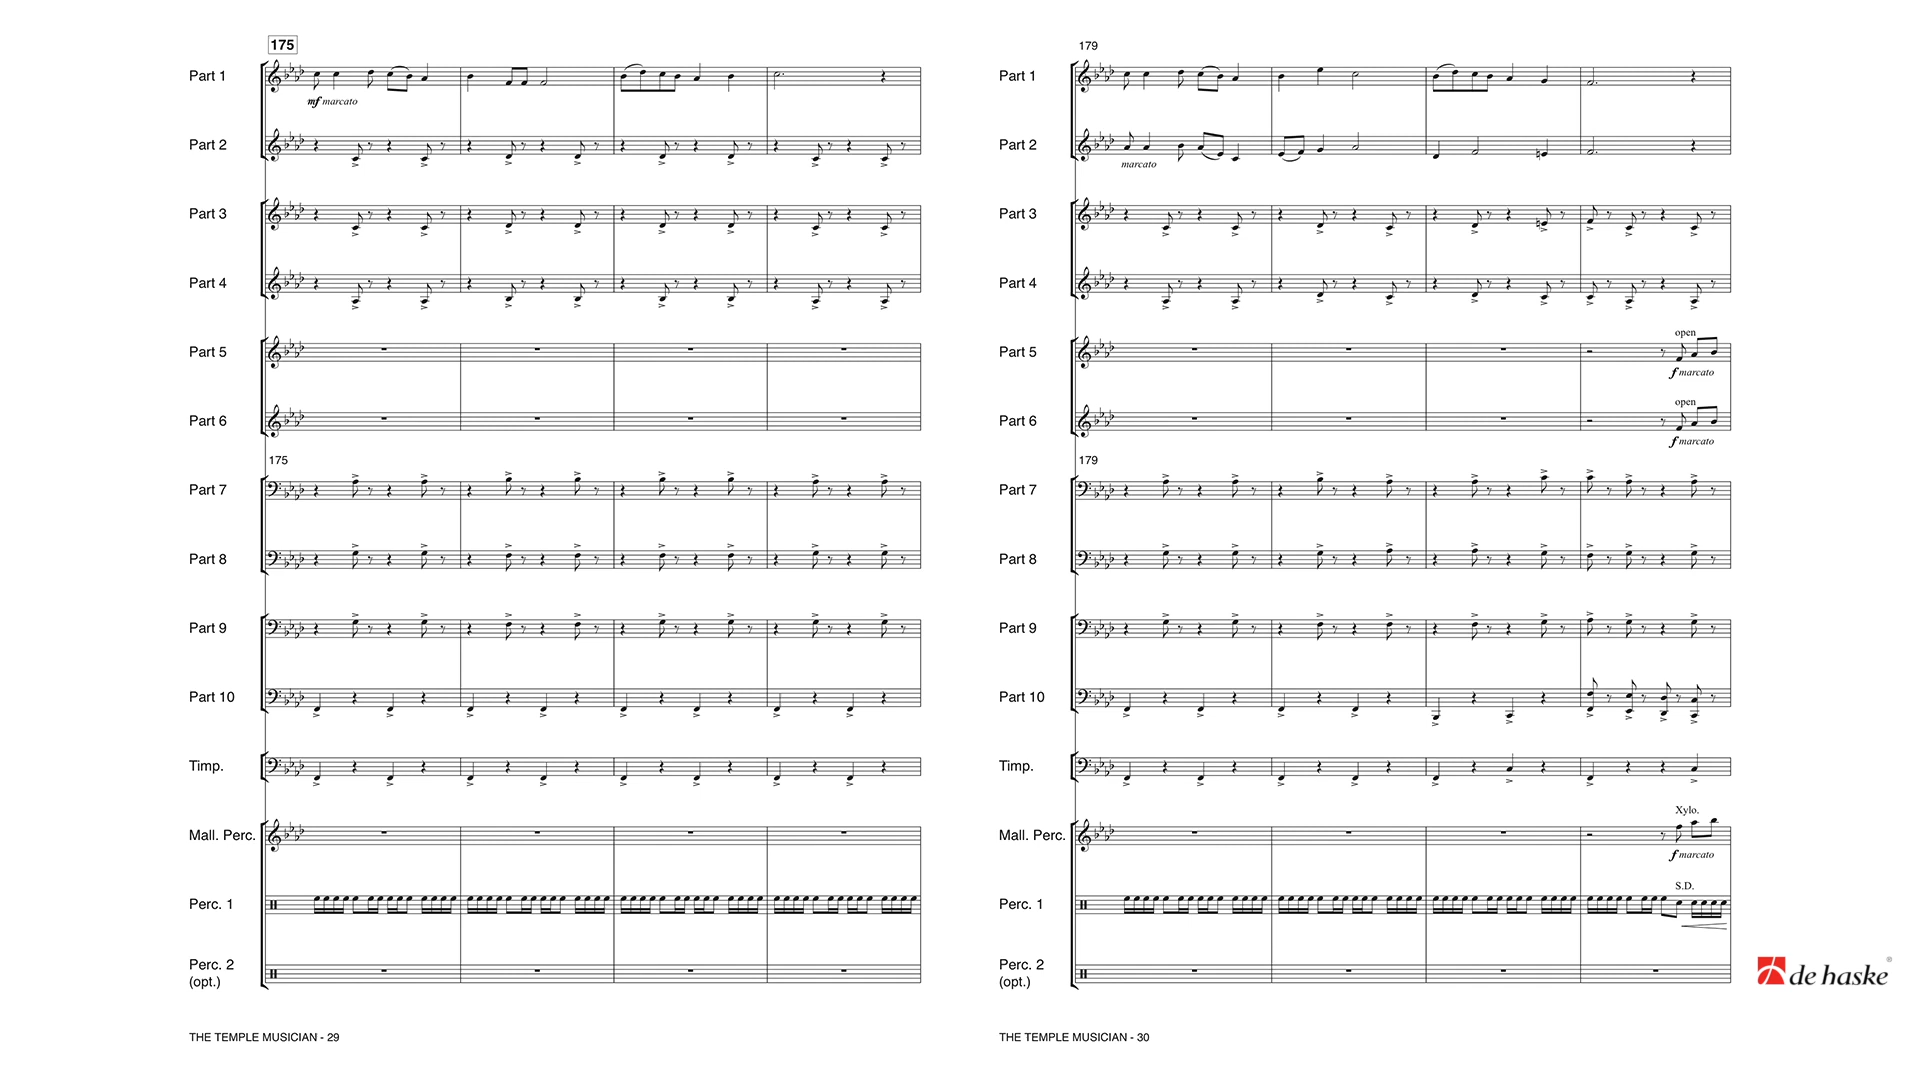 175
Part 1
mf marcato
Part 2
Part 3
Part 4
Part 5
Part 6
175
Part 7
Part 8
Part 9
Part 10
Timp.
Mall. Perc.
Perc. 1
Perc. 2
(opt.)
THE TEMPLE MUSICIAN - 29
179
Part 1
Part 2
marcato
Part 3
Part 4
open
Part 5
f marcato
open
Part 6
f marcato
179
Part 7
Part 8
Part 9
Part 10
Timp.
Xylo.
Mall. Perc.
f marcato
S.D.
Perc. 1
Perc. 2
(opt.)
THE TEMPLE MUSICIAN - 30
de haske®